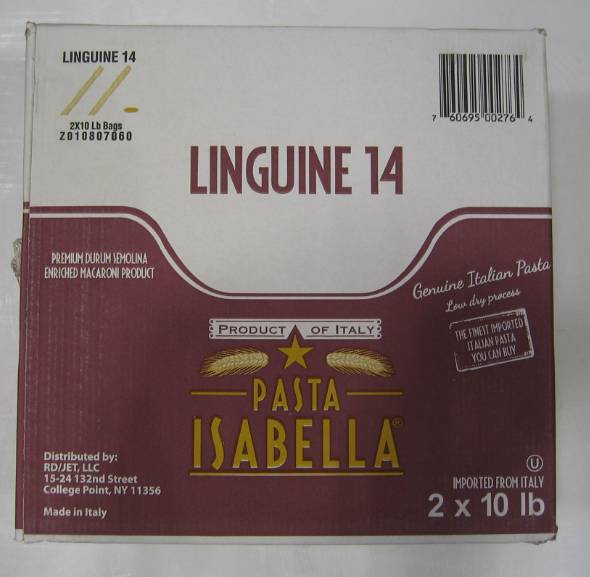 LINGUINE 14
2X10 Lb Bags
Z010807060
7 60695 00276 4
LINGUINE 14
PREMIUM DURUM SEMOLINA
ENRICHED MACARONI PRODUCT
Genuine Italian Pasta
Low dry process
THE FINEST IMPORTED
ITALIAN PASTA
YOU CAN BUY
PRODUCT OF ITALY
PASTA
ISABELLA®
Distributed by:
RD/JET, LLC
15-24 132nd Street
College Point, NY 11356
Made in Italy
U
IMPORTED FROM ITALY
2 x 10 lb